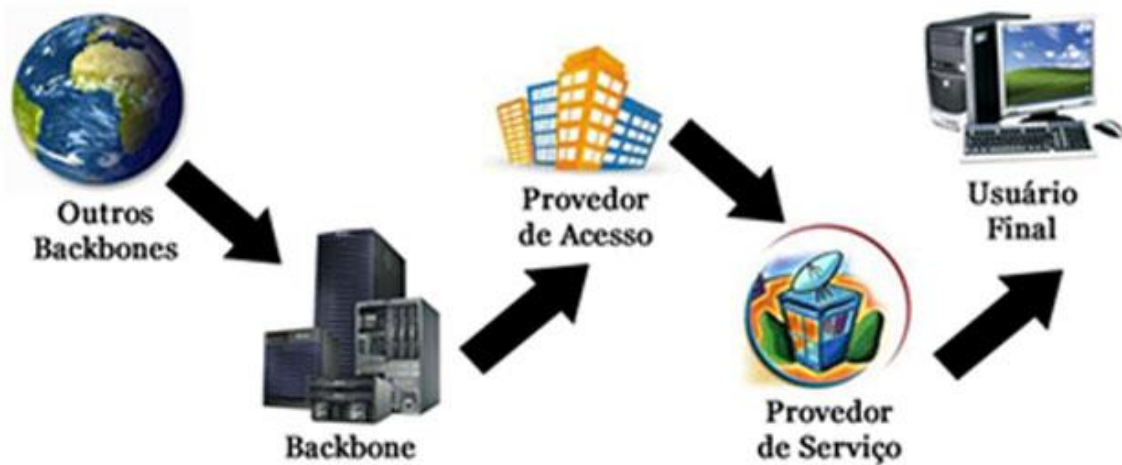 Outros
Backbones
Backbone
Provedor
de Acesso
Provedor
de Serviço
Usuário
Final